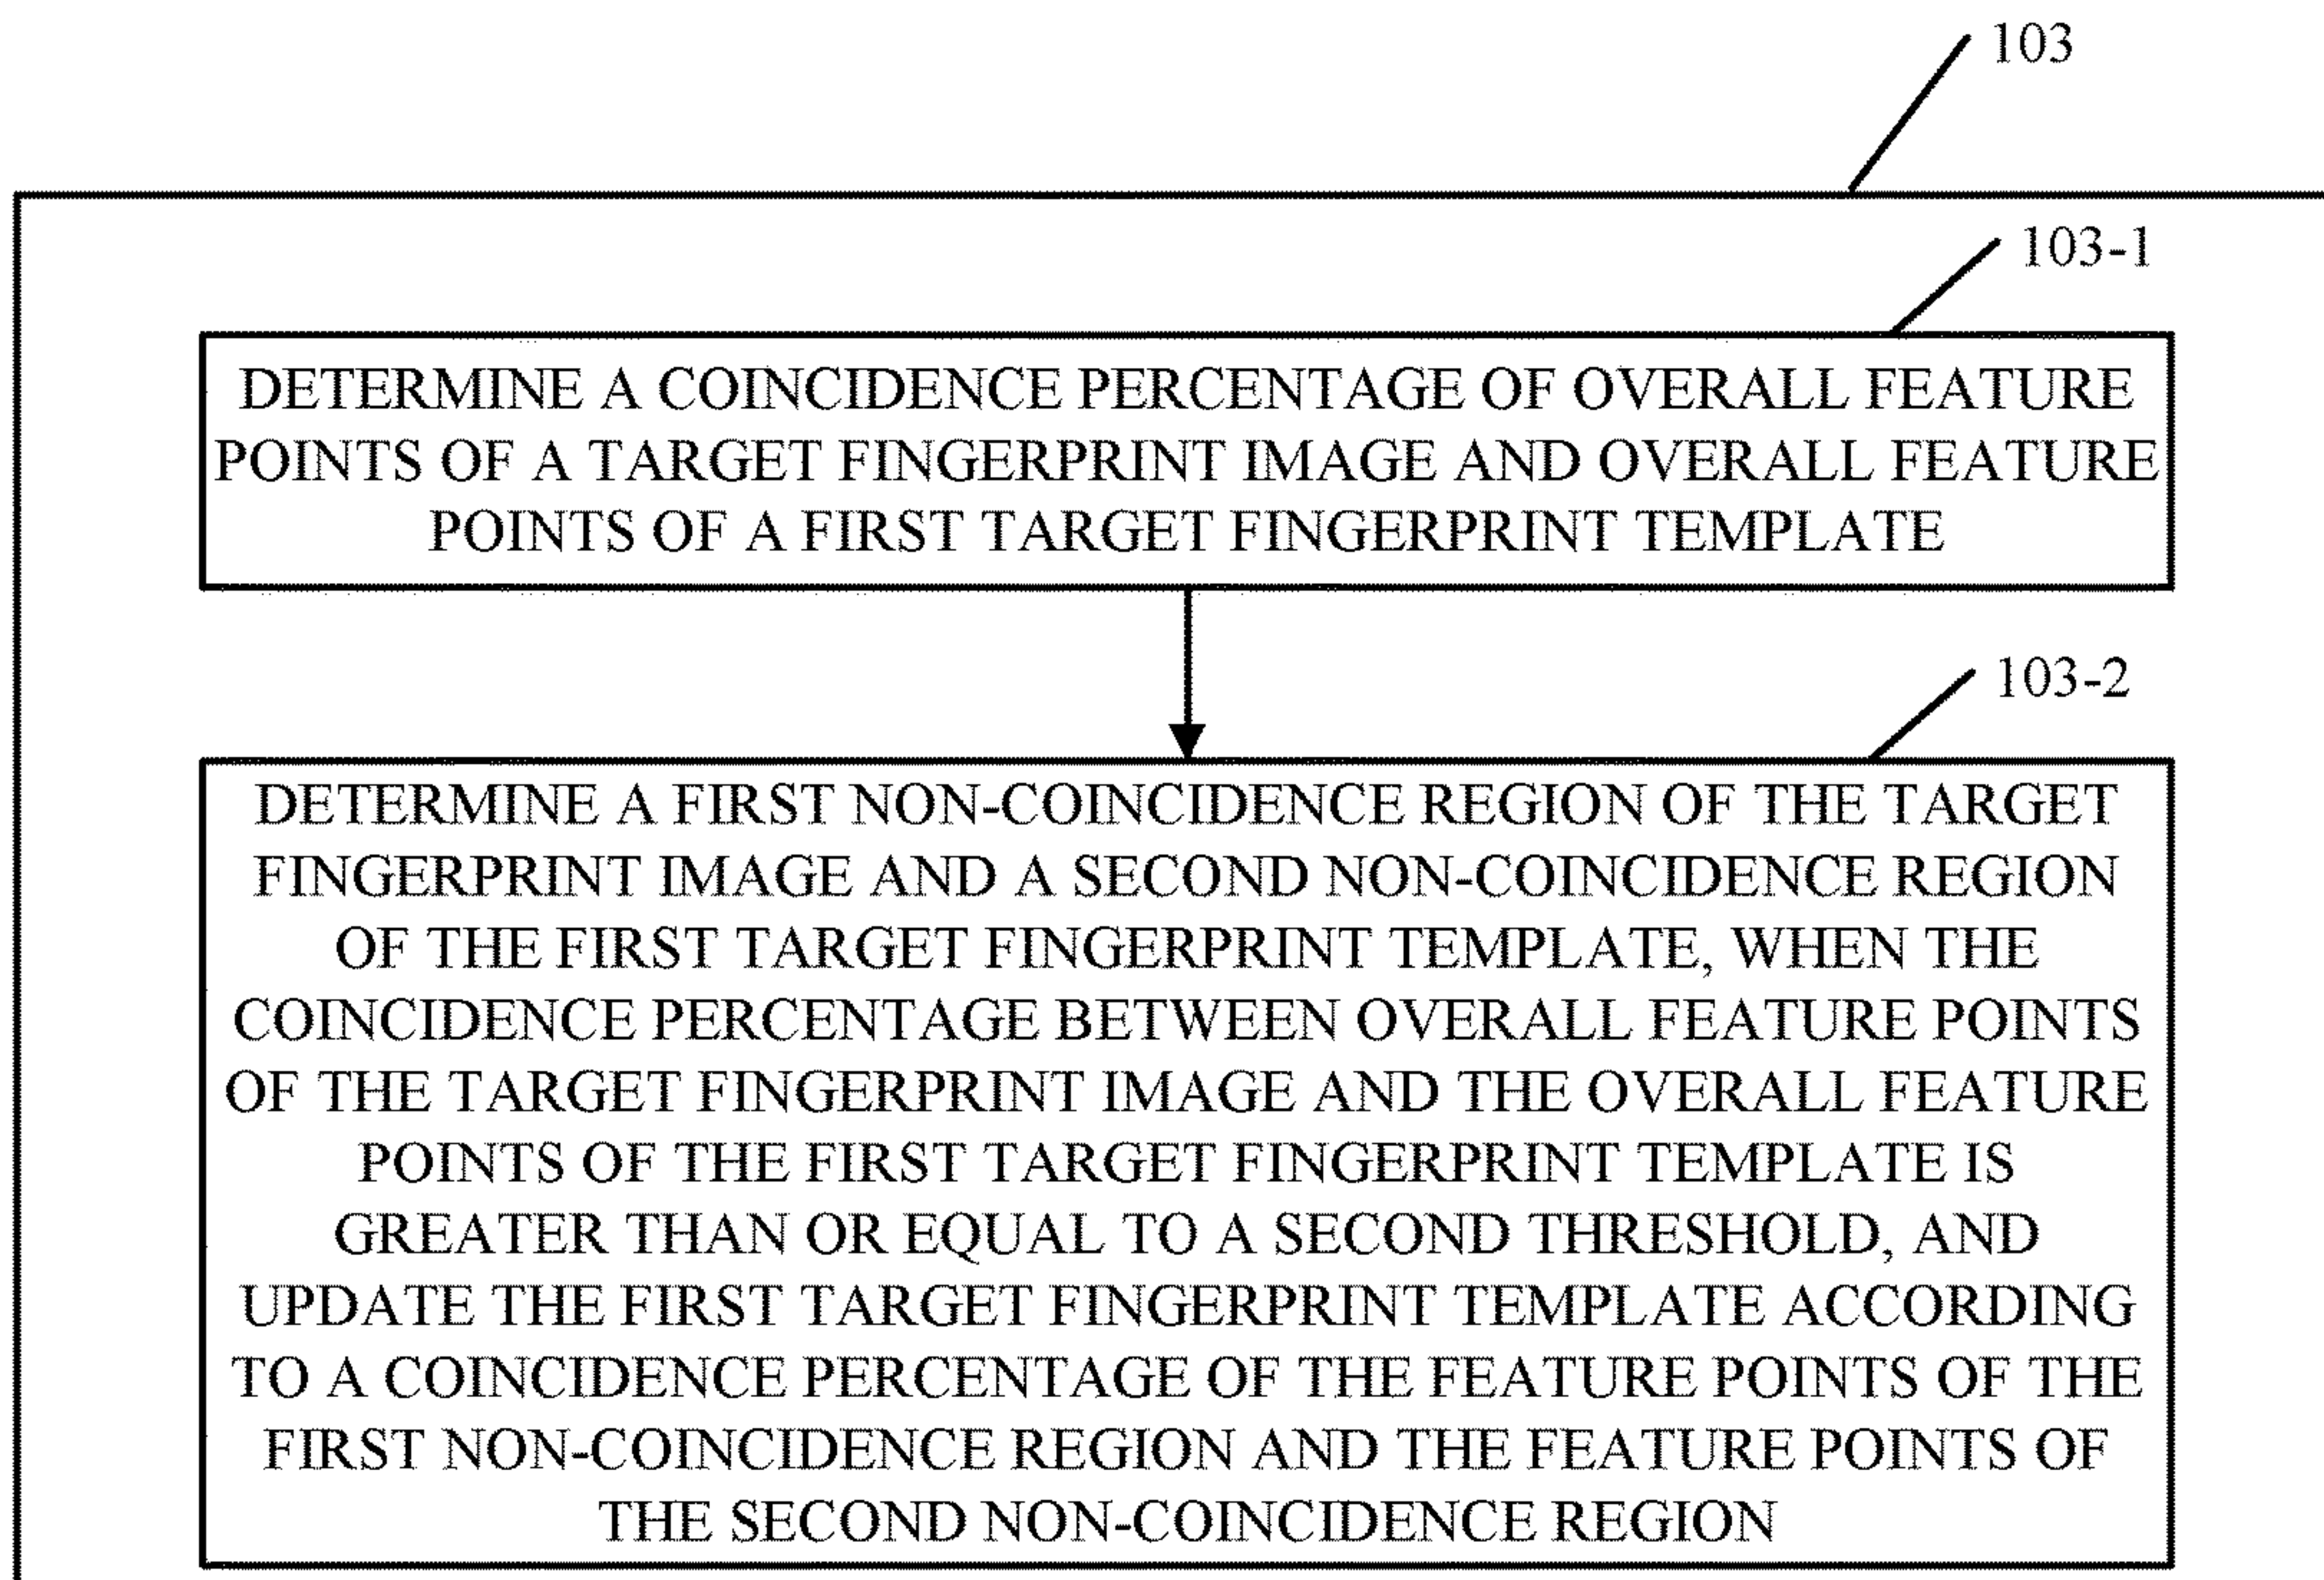 103
103-1
DETERMINE A COINCIDENCE PERCENTAGE OF OVERALL FEATURE
POINTS OF A TARGET FINGERPRINT IMAGE AND OVERALL FEATURE
POINTS OF A FIRST TARGET FINGERPRINT TEMPLATE
103-2
DETERMINE A FIRST NON-COINCIDENCE REGION OF THE TARGET
FINGERPRINT IMAGE AND A SECOND NON-COINCIDENCE REGION
OF THE FIRST TARGET FINGERPRINT TEMPLATE, WHEN THE
COINCIDENCE PERCENTAGE BETWEEN OVERALL FEATURE POINTS
OF THE TARGET FINGERPRINT IMAGE AND THE OVERALL FEATURE
POINTS OF THE FIRST TARGET FINGERPRINT TEMPLATE IS
GREATER THAN OR EQUAL TO A SECOND THRESHOLD, AND
UPDATE THE FIRST TARGET FINGERPRINT TEMPLATE ACCORDING
TO A COINCIDENCE PERCENTAGE OF THE FEATURE POINTS OF THE
FIRST NON-COINCIDENCE REGION AND THE FEATURE POINTS OF
THE SECOND NON-COINCIDENCE REGION